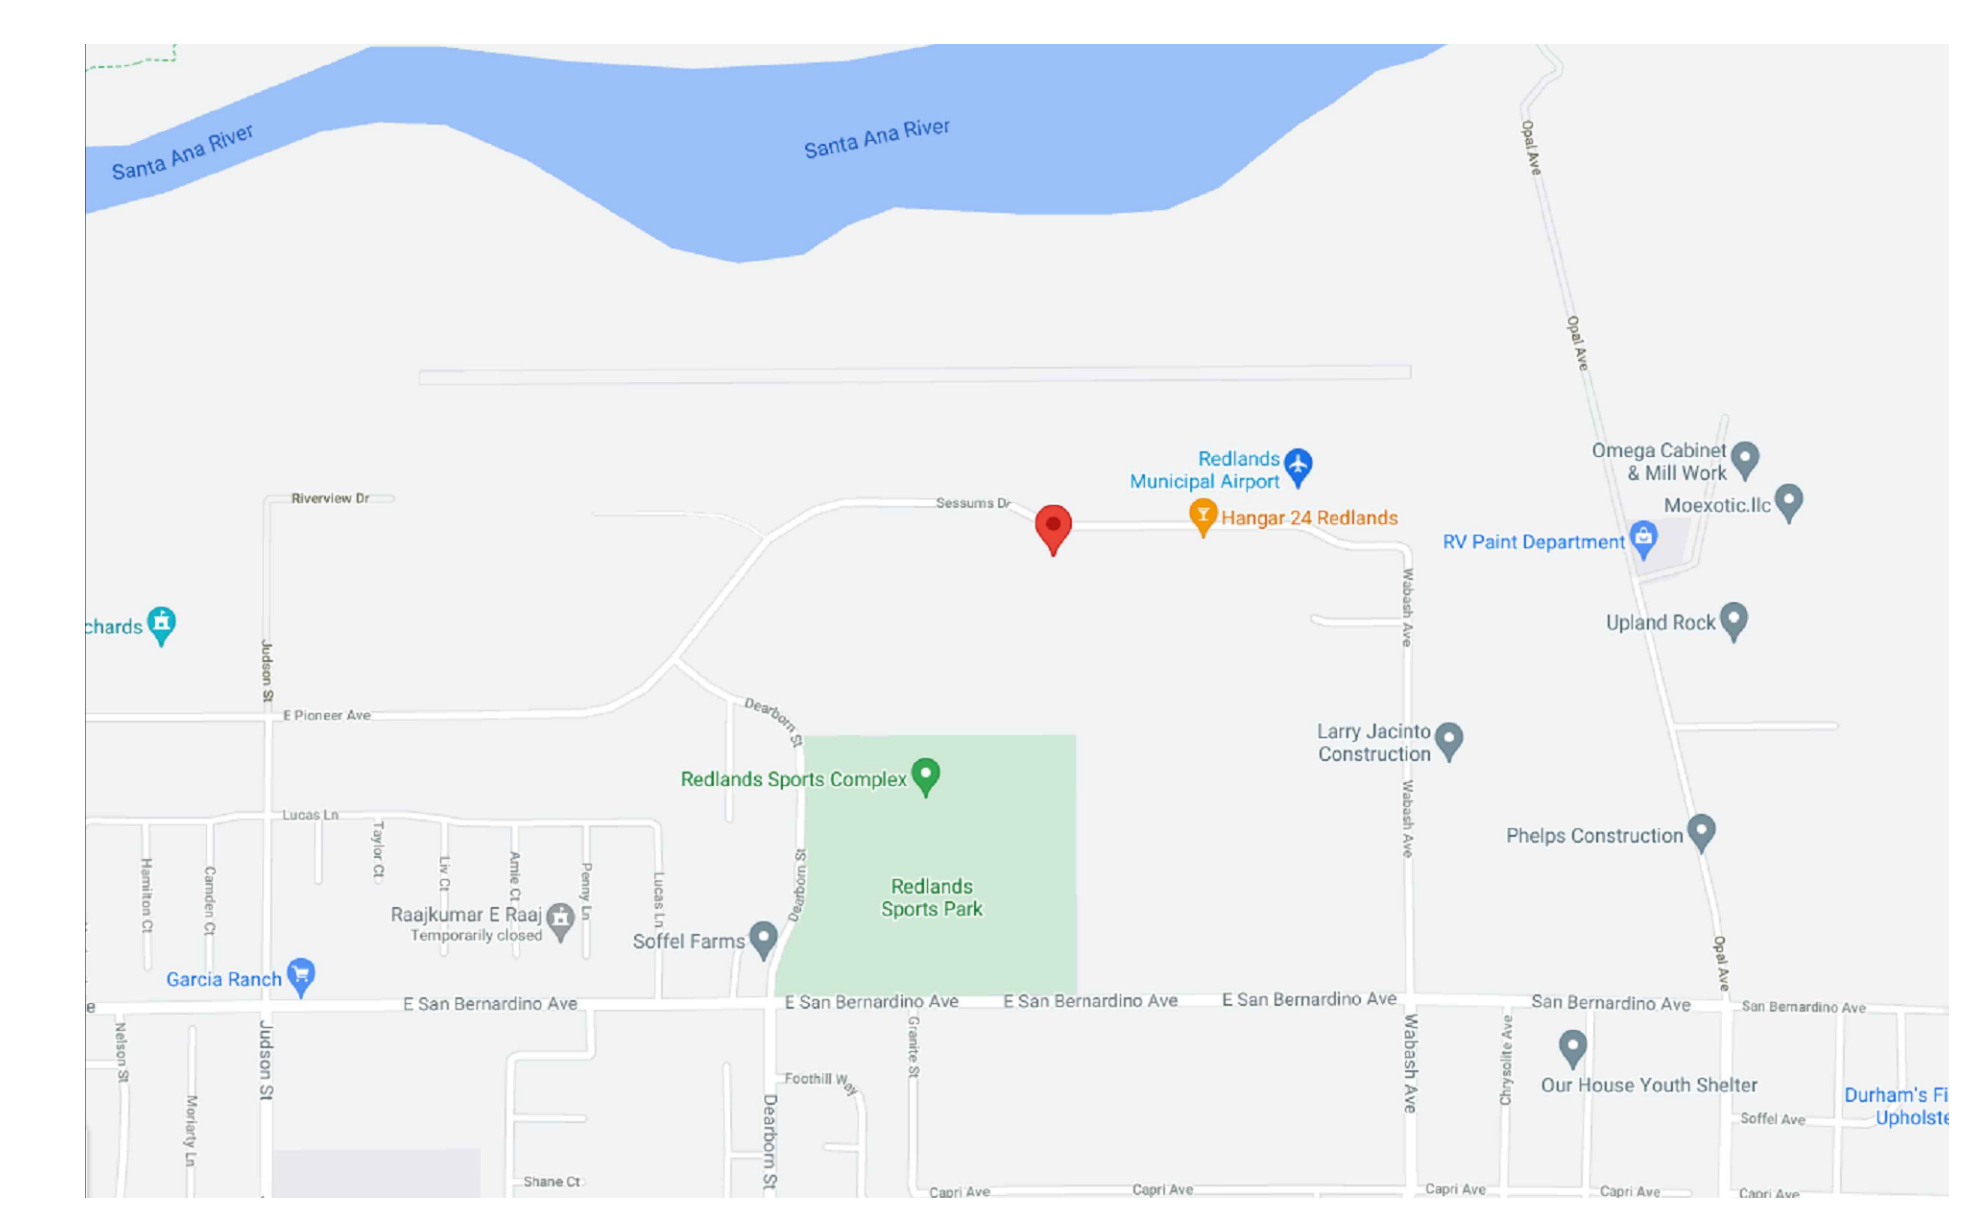 Santa Ana River
Santa Ana River
Opal Ave
Opal Ave
Omega Cabinet
& Mill Work
Redlands
Municipal Airport
Moexotic.llc
Riverview Dr
Sessums Dr
Hangar 24 Redlands
RV Paint Department
Wabash Ave
chards
Upland Rock
Judson St
E Pioneer Ave
Dearborn St
Larry Jacinto
Construction
Redlands Sports Complex
Wabash Ave
Lucas Ln
Phelps Construction
Taylor Ct
Hamilton Ct
Camden Ct
Liv Ct
Amie Ct
Penny Ln
Lucas Ln
Dearborn St
Redlands
Sports Park
Raajkumar E Raaj
Temporarily closed
Soffel Farms
Opal Ave
Garcia Ranch
e
E San Bernardino Ave
E San Bernardino Ave
E San Bernardino Ave
E San Bernardino Ave
San Bernardino Ave
San Bernardino Ave
Nelson St
Judson St
Granite St
Wabash Ave
Chrysolite Ave
Our House Youth Shelter
Foothill Way
Moriarty Ln
Dearborn St
Durham's Fi
Upholste
Soffel Ave
Shane Ct
Capri Ave
Capri Ave
Capri Ave
Capri Ave
Capri Ave